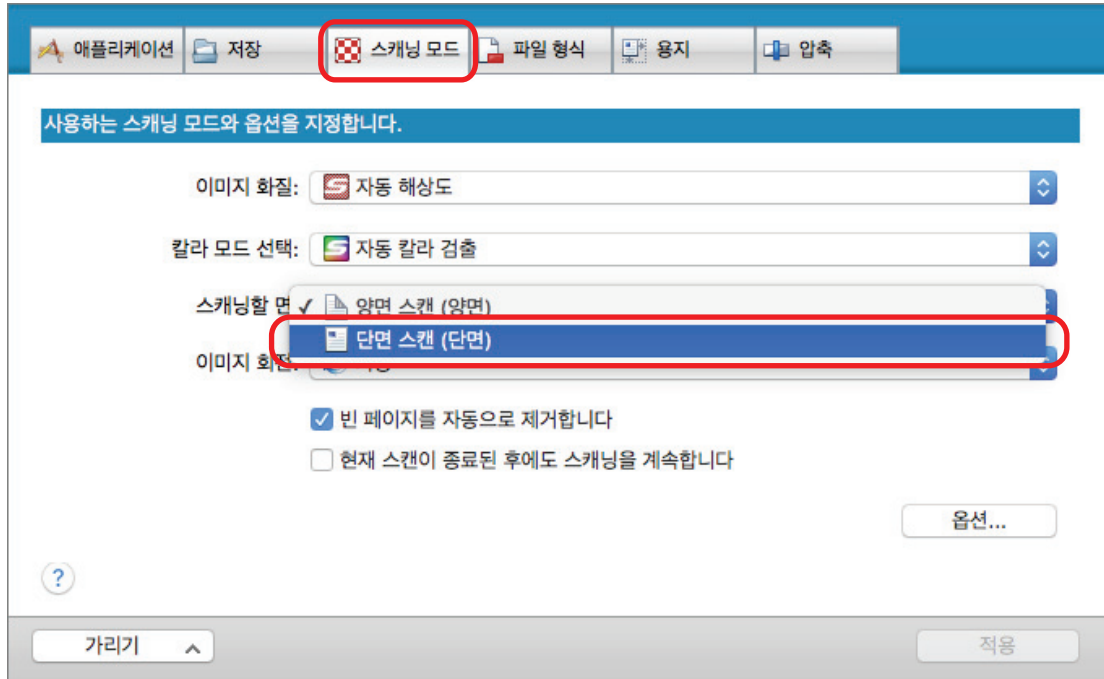 애플리케이션 저장 스캐닝 모드 파일 형식 용지 압축
사용하는 스캐닝 모드와 옵션을 지정합니다.
이미지 화질: 자동 해상도
칼라 모드 선택: 자동 칼라 검출
스캐닝할 면 ✓ 양면 스캔 (양면)
단면 스캔 (단면)
이미지 회전:
빈 페이지를 자동으로 제거합니다
현재 스캔이 종료된 후에도 스캐닝을 계속합니다
옵션...
?
가리기 적용